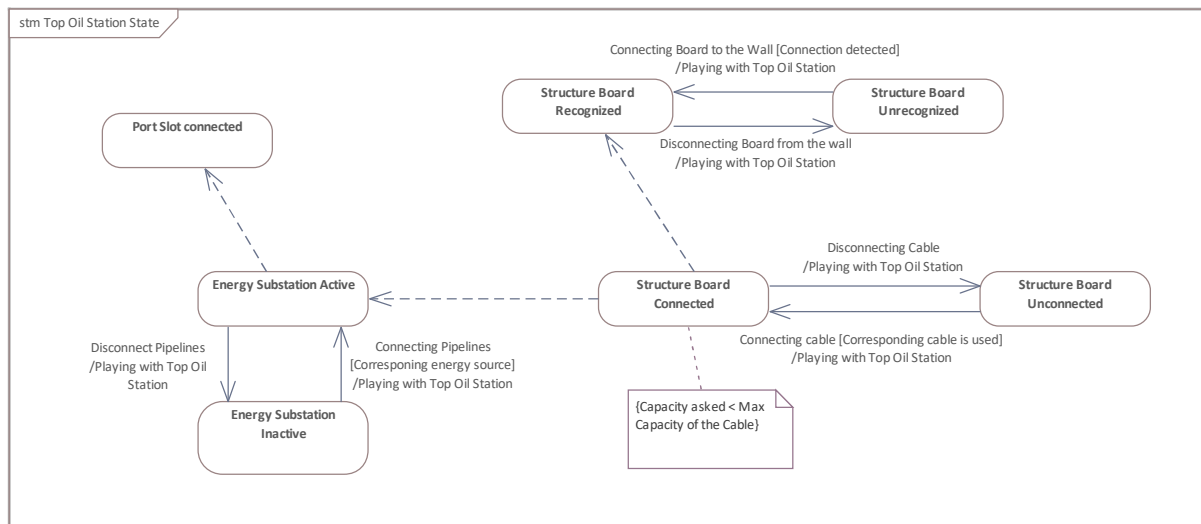 stm Top Oil Station State
Connecting Board to the Wall [Connection detected]
/Playing with Top Oil Station
Structure Board
Recognized
Structure Board
Unrecognized
Port Slot connected
Disconnecting Board from the wall
/Playing with Top Oil Station
Disconnecting Cable
/Playing with Top Oil Station
Energy Substation Active
Structure Board
Connected
Structure Board
Unconnected
Disconnect Pipelines
/Playing with Top Oil
Station
Connecting Pipelines
[Corresponing energy source]
/Playing with Top Oil Station
Connecting cable [Corresponding cable is used]
/Playing with Top Oil Station
Energy Substation
Inactive
{Capacity asked < Max
Capacity of the Cable}